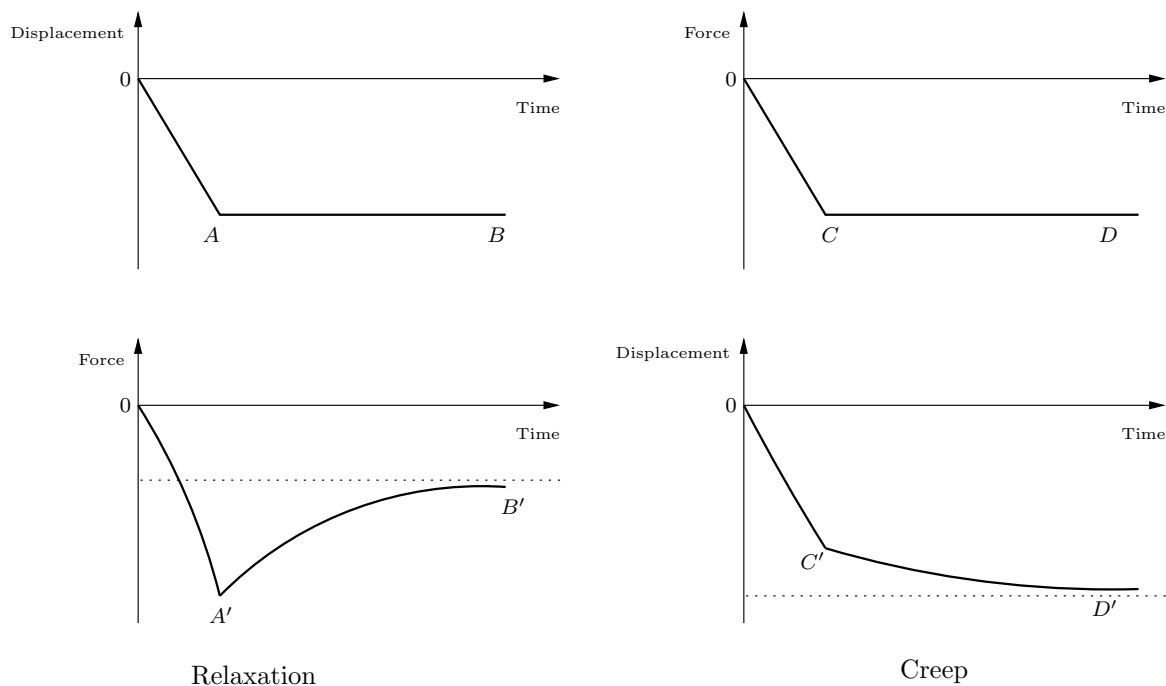 Displacement
0
Time
A
B
Force
0
Time
C
D
Force
0
Time
A′
B′
Relaxation
Displacement
0
Time
C′
D′
Creep